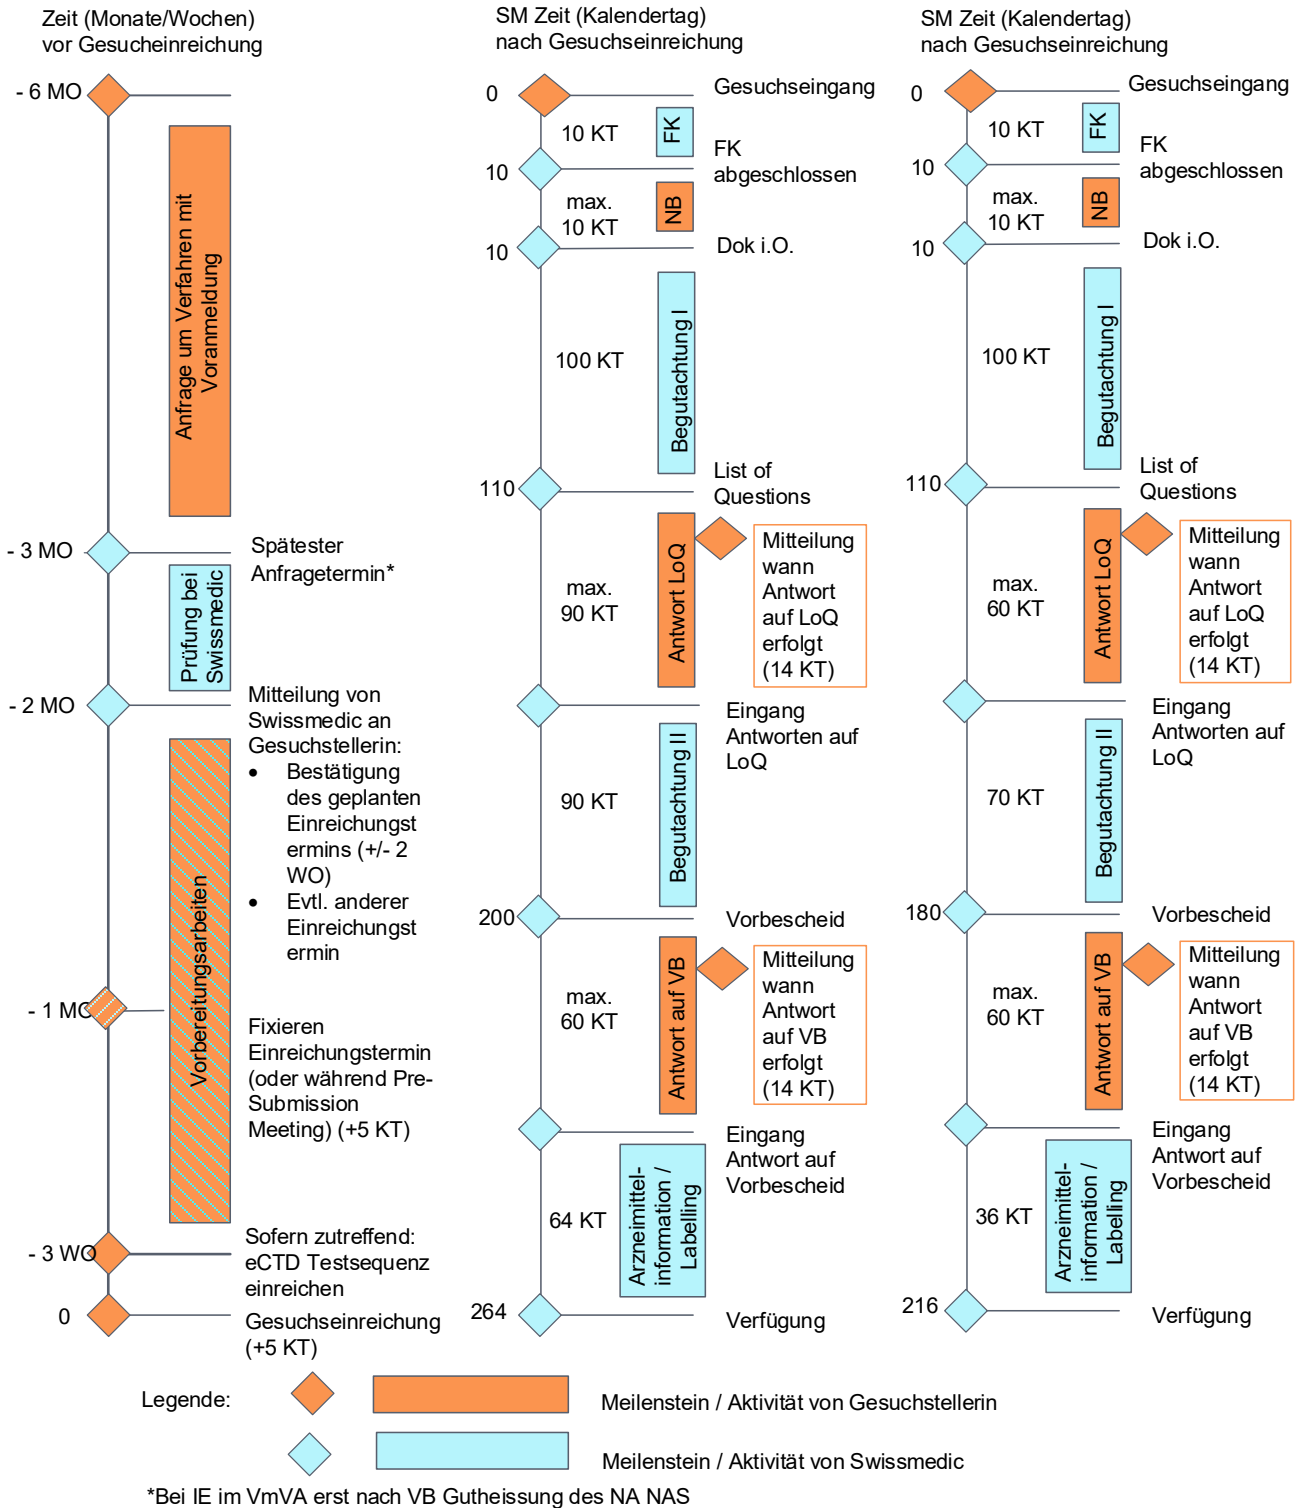 Zeit (Monate/Wochen)
vor Gesucheinreichung
- 6 MO
Anfrage um Verfahren mit
Voranmeldung
- 3 MO
Spätester
Anfragetermin*
Prüfung bei
Swissmedic
- 2 MO
Mitteilung von
Swissmedic an
Gesuchstellerin:
• Bestätigung
des geplanten
Einreichungst
ermins (+/- 2
WO)
• Evtl. anderer
Einreichungst
ermin
Vorbereitungsarbeiten
- 1 MO
Fixieren
Einreichungstermin
(oder während Pre-
Submission
Meeting) (+5 KT)
- 3 WO
Sofern zutreffend:
eCTD Testsequenz
einreichen
0
Gesuchseinreichung
(+5 KT)
SM Zeit (Kalendertag)
nach Gesuchseinreichung
0
Gesuchseingang
10 KT
FK
10
FK
abgeschlossen
max.
10 KT
NB
10
Dok i.O.
100 KT
Begutachtung I
110
List of
Questions
max.
90 KT
Antwort LoQ
Mitteilung
wann
Antwort
auf LoQ
erfolgt
(14 KT)
Eingang
Antworten auf
LoQ
90 KT
Begutachtung II
200
Vorbescheid
max.
60 KT
Antwort auf VB
Mitteilung
wann
Antwort
auf VB
erfolgt
(14 KT)
Eingang
Antwort auf
Vorbescheid
64 KT
Arzneimittel-
information /
Labelling
264
Verfügung
SM Zeit (Kalendertag)
nach Gesuchseinreichung
0
Gesuchseingang
10 KT
FK
10
FK
abgeschlossen
max.
10 KT
NB
10
Dok i.O.
100 KT
Begutachtung I
110
List of
Questions
max.
60 KT
Antwort LoQ
Mitteilung
wann
Antwort
auf LoQ
erfolgt
(14 KT)
Eingang
Antworten auf
LoQ
70 KT
Begutachtung II
180
Vorbescheid
max.
60 KT
Antwort auf VB
Mitteilung
wann
Antwort
auf VB
erfolgt
(14 KT)
Eingang
Antwort auf
Vorbescheid
36 KT
Arzneimittel-
information /
Labelling
216
Verfügung
Legende:
Meilenstein / Aktivität von Gesuchstellerin
Meilenstein / Aktivität von Swissmedic
*Bei IE im VmVA erst nach VB Gutheissung des NA NAS